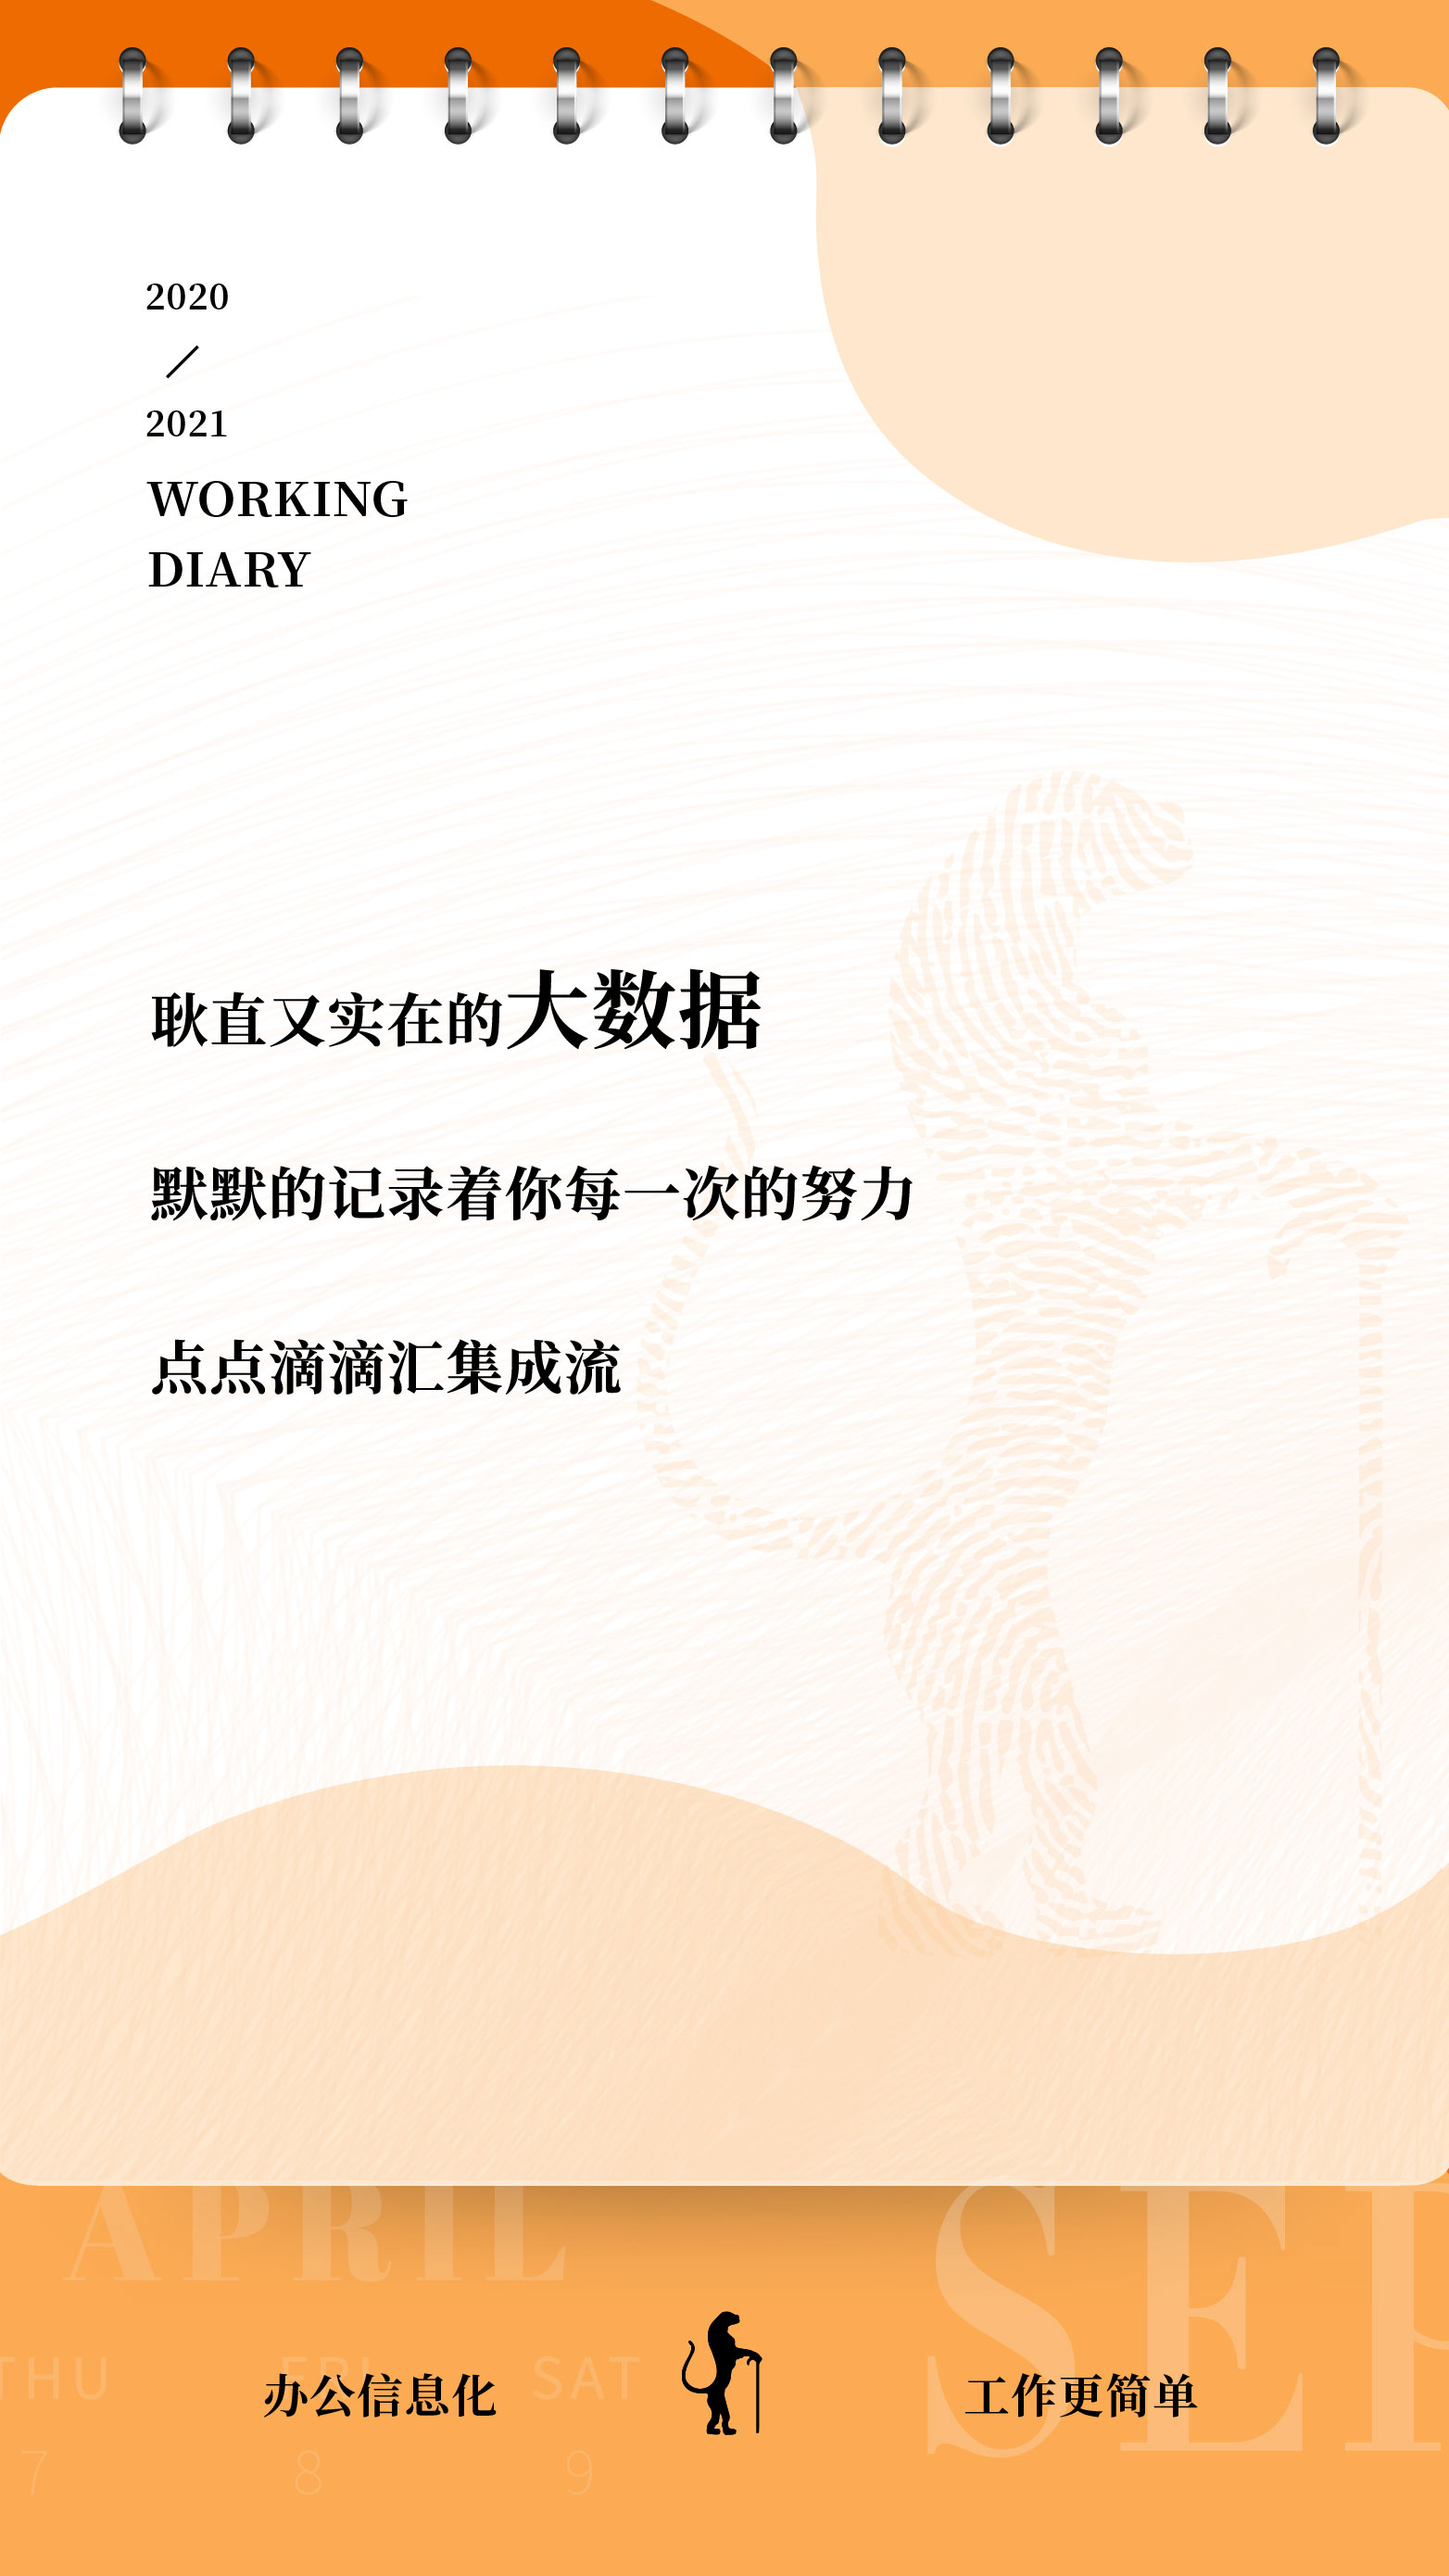 2020
/
2021
WORKING
DIARY
耿直又实在的大数据
默默的记录着你每一次的努力
点点滴滴汇集成流
APRIL
SEP
THU FRI SAT
办公信息化
工作更简单
7 8 9